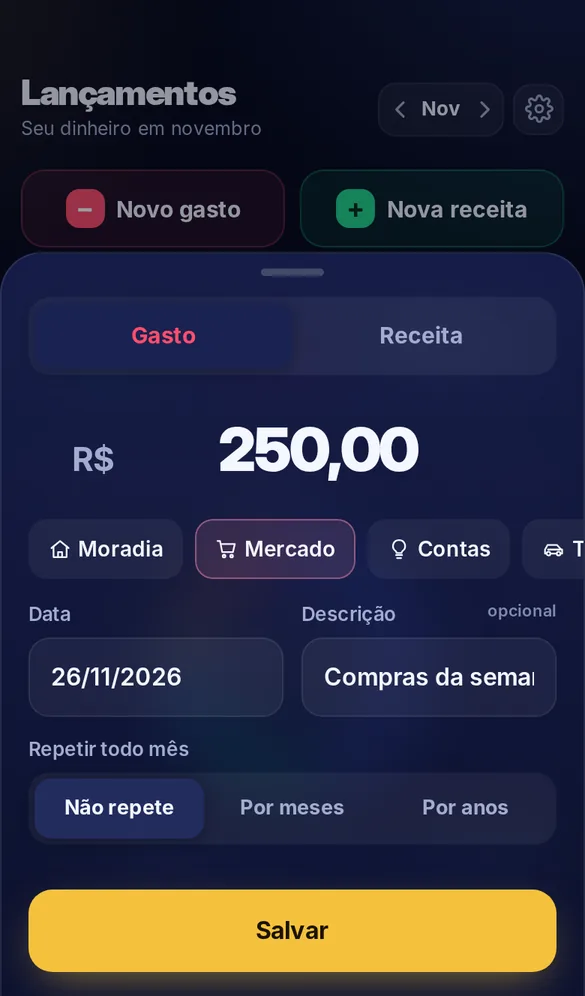 Lançamentos
Seu dinheiro em novembro
Nov
Novo gasto
Nova receita
Gasto
Receita
R$ 250,00
Moradia
Mercado
Contas
T
Data
Descrição
opcional
26/11/2026
Compras da sema
Repetir todo mês
Não repete
Por meses
Por anos
Salvar